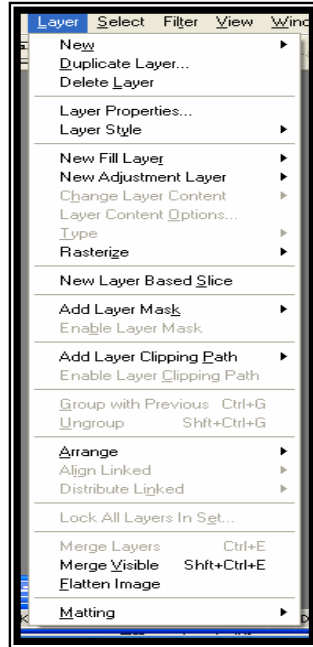 Layer Select Filter View Wind
New
Duplicate Layer...
Delete Layer
Layer Properties...
Layer Style
New Fill Layer
New Adjustment Layer
Change Layer Content
Layer Content Options...
Type
Rasterize
New Layer Based Slice
Add Layer Mask
Enable Layer Mask
Add Layer Clipping Path
Enable Layer Clipping Path
Group with Previous Ctrl+G
Ungroup Shft+Ctrl+G
Arrange
Align Linked
Distribute Linked
Lock All Layers In Set...
Merge Layers Ctrl+E
Merge Visible Shft+Ctrl+E
Flatten Image
Matting